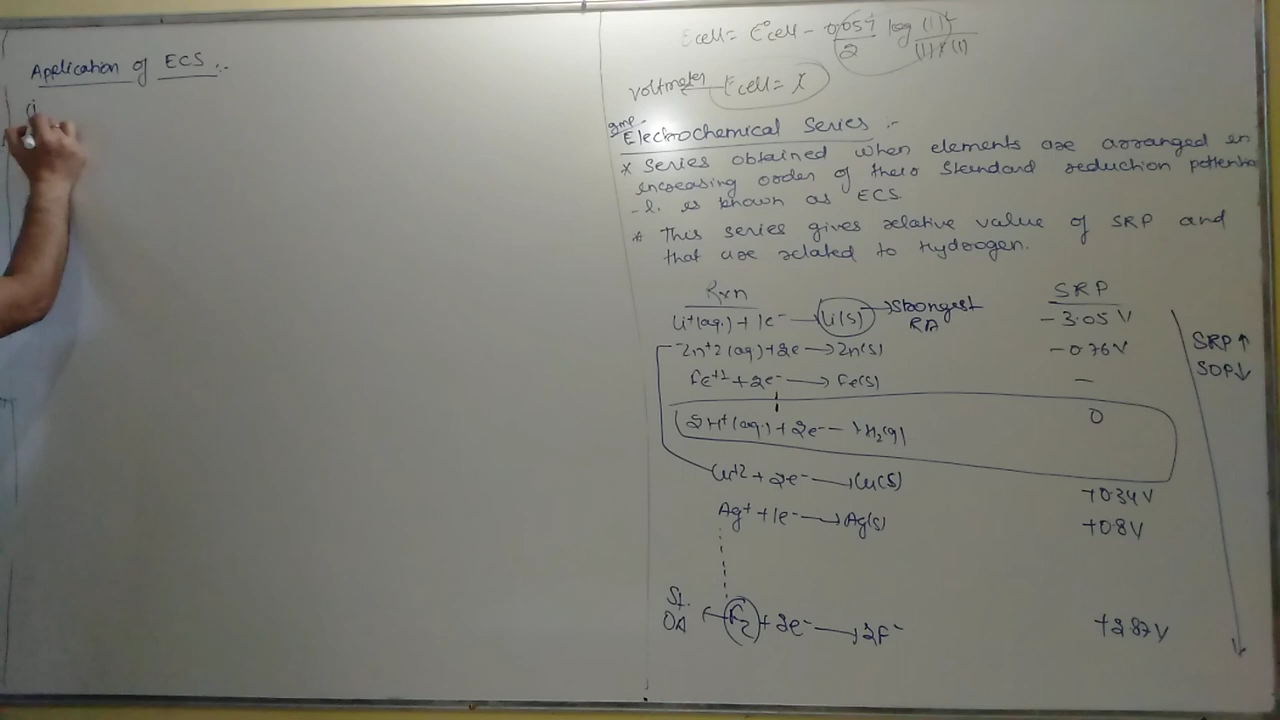 Application of ECS :-
(i
Ecell = E°cell - 0.059/2 log (1)²/(1)×(1)
voltmeter ← Ecell = X
Imp.
Electrochemical Series :-
* Series obtained when elements are arranged in
increasing order of their Standard reduction pottentia
-l. is known as ECS.
* This series gives relative value of SRP and
that are related to Hydrogen.
Rxn SRP
Li+(aq.) + 1e- → Li(s) → Strongest RA -3.05 V
Zn+2(aq) + 2e → Zn(s) -0.76V
Fe+2 + 2e- → Fe(s) —
2H+(aq.) + 2e- → H2(g) 0
Cu+2 + 2e- → Cu(s) +0.34V
Ag+ + 1e- → Ag(s) +0.8V
St. OA ← F2 + 2e- → 2F- +2.87V
SRP↑
SOP↓